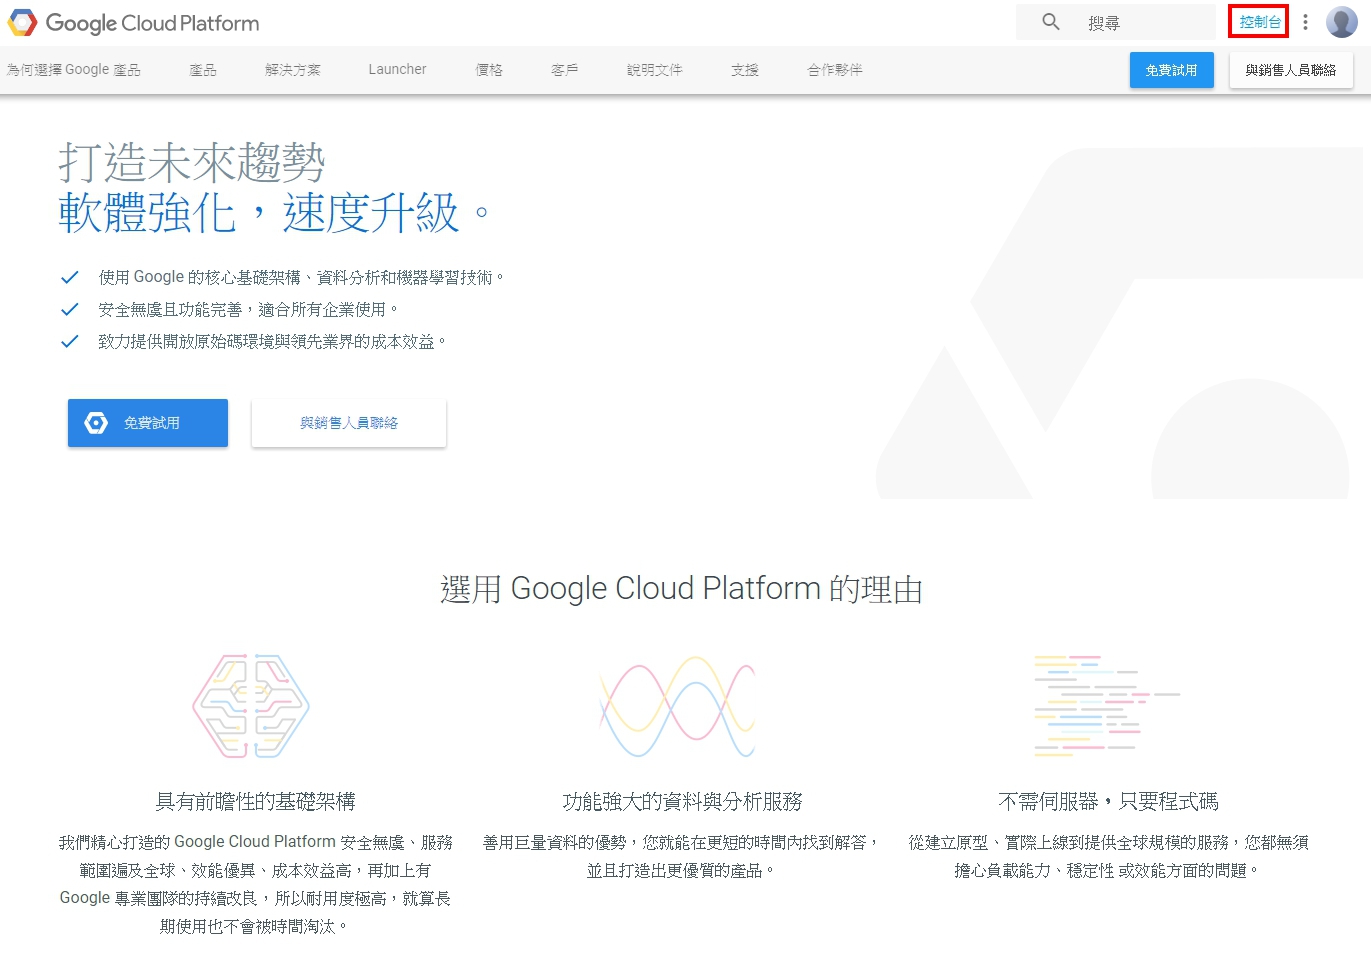 Google Cloud Platform
搜尋
控制台
為何選擇 Google 產品
產品
解決方案
Launcher
價格
客戶
說明文件
支援
合作夥伴
免費試用
與銷售人員聯絡
打造未來趨勢
軟體強化，速度升級。
使用 Google 的核心基礎架構、資料分析和機器學習技術。
安全無虞且功能完善，適合所有企業使用。
致力提供開放原始碼環境與領先業界的成本效益。
免費試用
與銷售人員聯絡
選用 Google Cloud Platform 的理由
具有前瞻性的基礎架構
我們精心打造的 Google Cloud Platform 安全無虞、服務
範圍遍及全球、效能優異、成本效益高，再加上有
Google 專業團隊的持續改良，所以耐用度極高，就算長
期使用也不會被時間淘汰。
功能強大的資料與分析服務
善用巨量資料的優勢，您就能在更短的時間內找到解答，
並且打造出更優質的產品。
不需伺服器，只要程式碼
從建立原型、實際上線到提供全球規模的服務，您都無須
擔心負載能力、穩定性 或效能方面的問題。